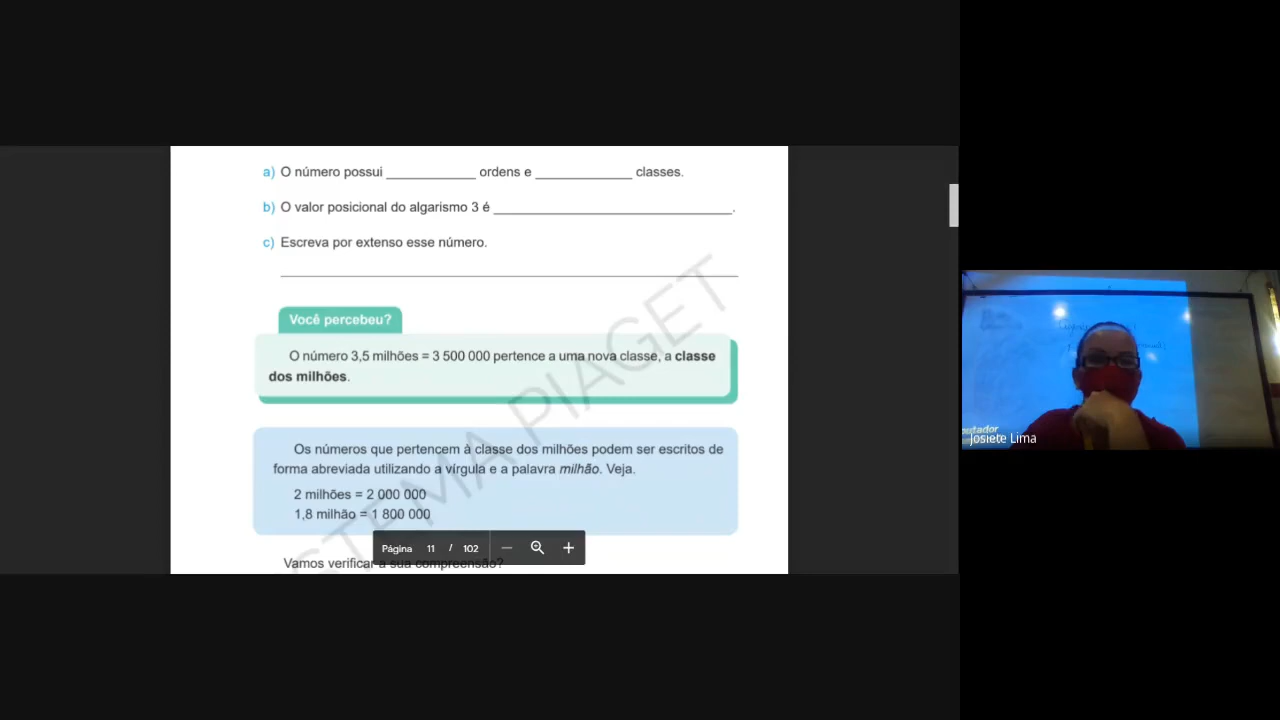 a) O número possui ____________ ordens e _____________ classes.
b) O valor posicional do algarismo 3 é ________________________________.
c) Escreva por extenso esse número.
Você percebeu?
O número 3,5 milhões = 3 500 000 pertence a uma nova classe, a classe
dos milhões.
Os números que pertencem à classe dos milhões podem ser escritos de
forma abreviada utilizando a vírgula e a palavra milhão. Veja.
2 milhões = 2 000 000
1,8 milhão = 1 800 000
Página 11 / 102
Vamos verificar a sua compreensão?
STEMA PIAGET
Josiete Lima